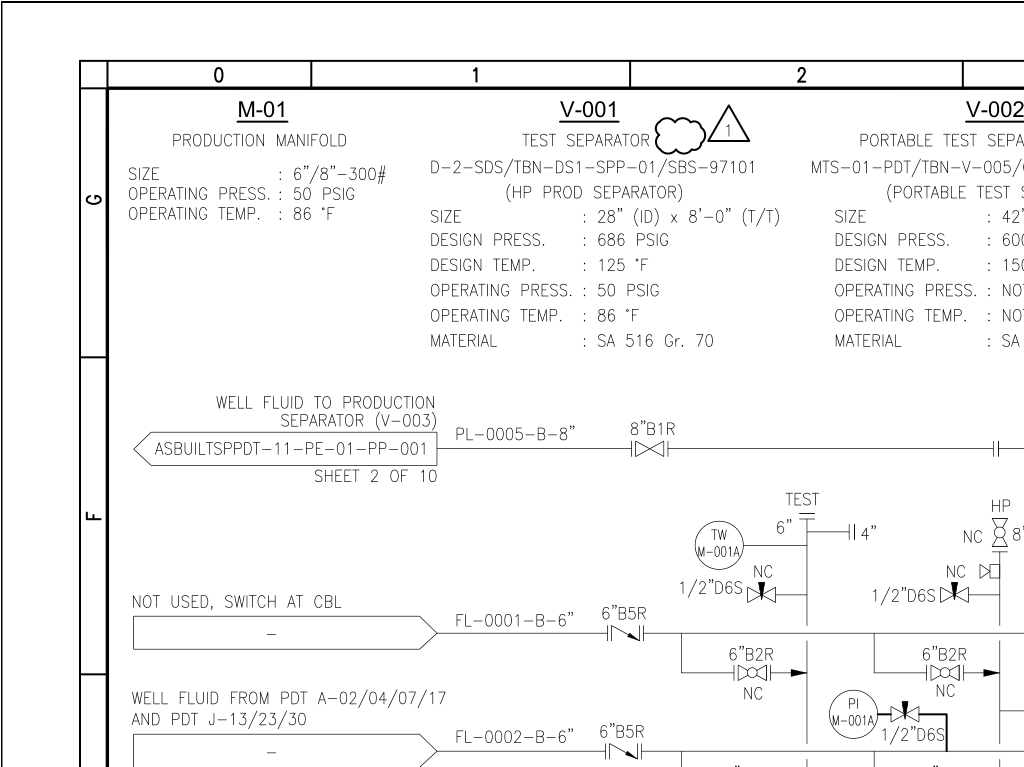 0 1 2
G
M-01
PRODUCTION MANIFOLD
SIZE : 6"/8"-300#
OPERATING PRESS. : 50 PSIG
OPERATING TEMP. : 86 °F
V-001
TEST SEPARATOR
1
D-2-SDS/TBN-DS1-SPP-01/SBS-97101
(HP PROD SEPARATOR)
SIZE : 28" (ID) x 8'-0" (T/T)
DESIGN PRESS. : 686 PSIG
DESIGN TEMP. : 125 °F
OPERATING PRESS. : 50 PSIG
OPERATING TEMP. : 86 °F
MATERIAL : SA 516 Gr. 70
V-002
PORTABLE TEST SEPA
MTS-01-PDT/TBN-V-005/
(PORTABLE TEST
SIZE : 42"
DESIGN PRESS. : 600
DESIGN TEMP. : 150
OPERATING PRESS. : NOT
OPERATING TEMP. : NOT
MATERIAL : SA
F
WELL FLUID TO PRODUCTION
SEPARATOR (V-003)
ASBUILTSPPDT-11-PE-01-PP-001
SHEET 2 OF 10
PL-0005-B-8"
8"B1R
TEST
6"
4"
TW
M-001A
NC
1/2"D6S
HP
NC
8"
NC
1/2"D6S
NOT USED, SWITCH AT CBL
-
FL-0001-B-6"
6"B5R
6"B2R
NC
6"B2R
NC
WELL FLUID FROM PDT A-02/04/07/17
AND PDT J-13/23/30
-
FL-0002-B-6"
6"B5R
PI
M-001A
1/2"D6S